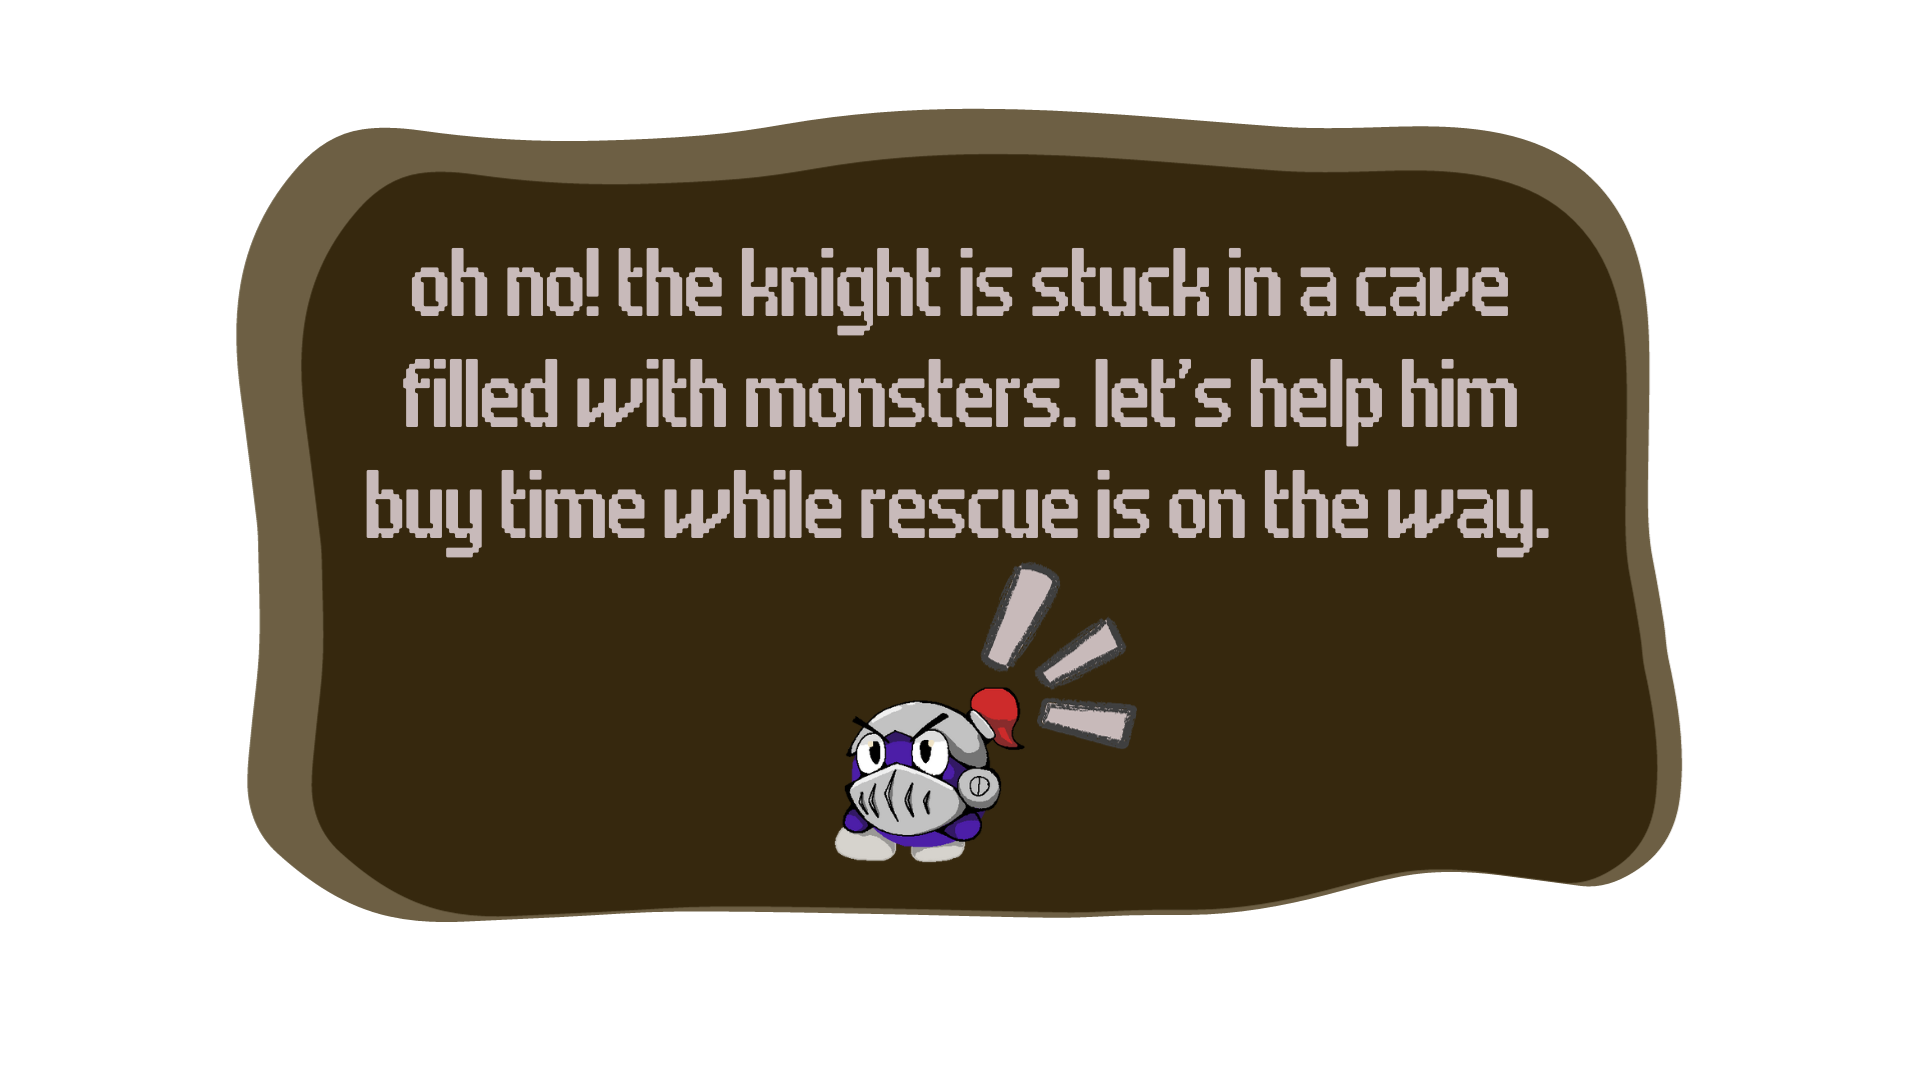 oh no! the knight is stuck in a cave
filled with monsters. let's help him
buy time while rescue is on the way.